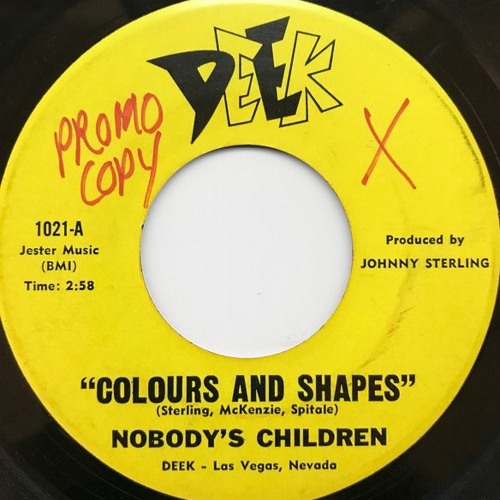 DEEK
PROMO
COPY
X
1021-A
Jester Music
(BMI)
Time: 2:58
Produced by
JOHNNY STERLING
"COLOURS AND SHAPES"
(Sterling, McKenzie, Spitale)
NOBODY'S CHILDREN
DEEK - Las Vegas, Nevada